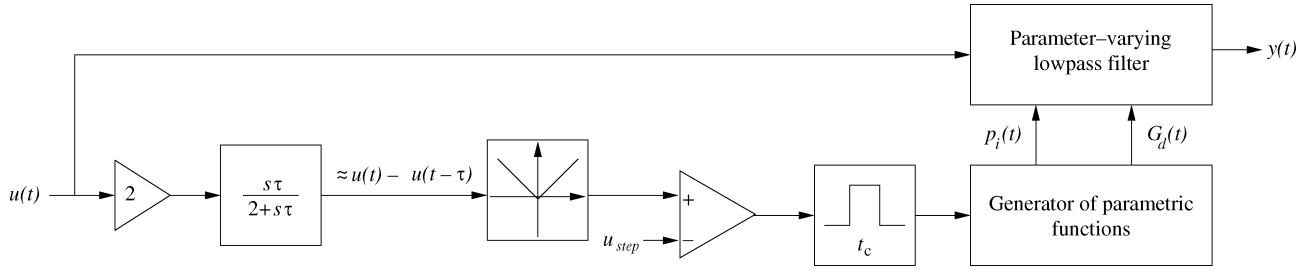 Parameter–varying
lowpass filter
y(t)
p_i(t)
G_d(t)
u(t)
2
sτ
2+sτ
≈u(t) – u(t–τ)
+
u_step
–
t_c
Generator of parametric
functions